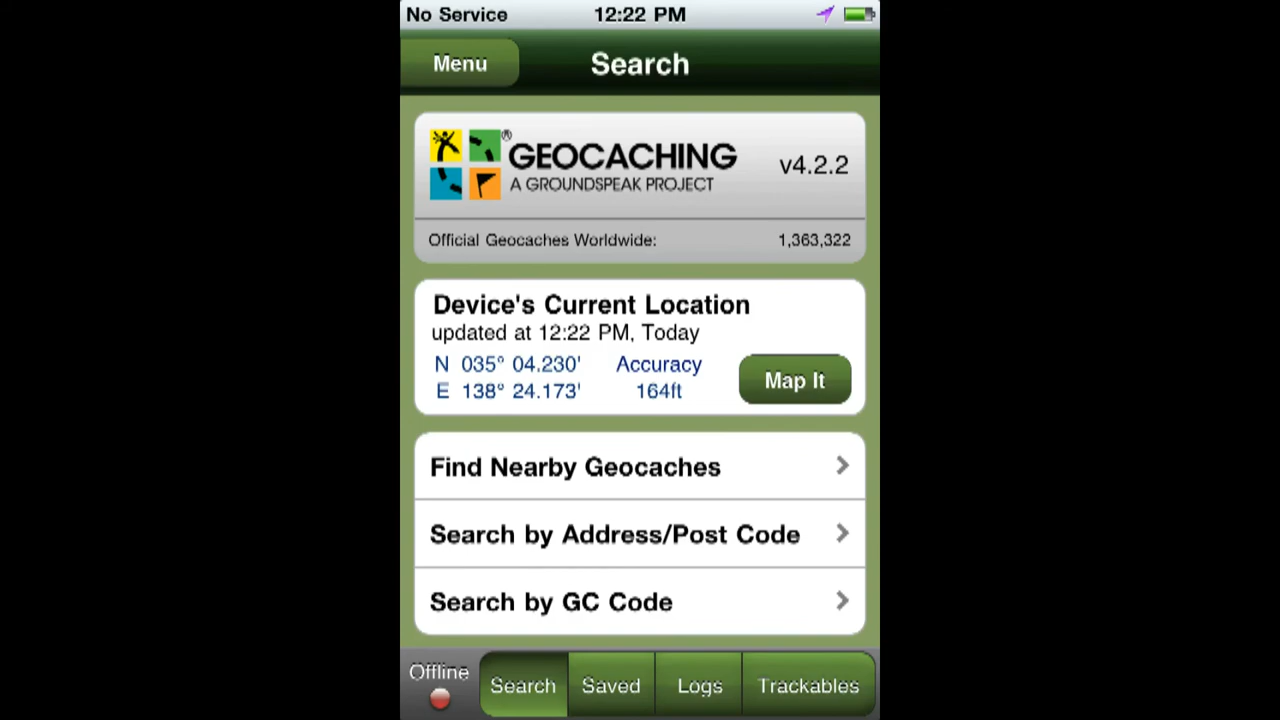 No Service 12:22 PM
Menu Search
GEOCACHING® v4.2.2
A GROUNDSPEAK PROJECT
Official Geocaches Worldwide: 1,363,322
Device's Current Location
updated at 12:22 PM, Today
N 035° 04.230' Accuracy
E 138° 24.173' 164ft
Map It
Find Nearby Geocaches
Search by Address/Post Code
Search by GC Code
Offline Search Saved Logs Trackables